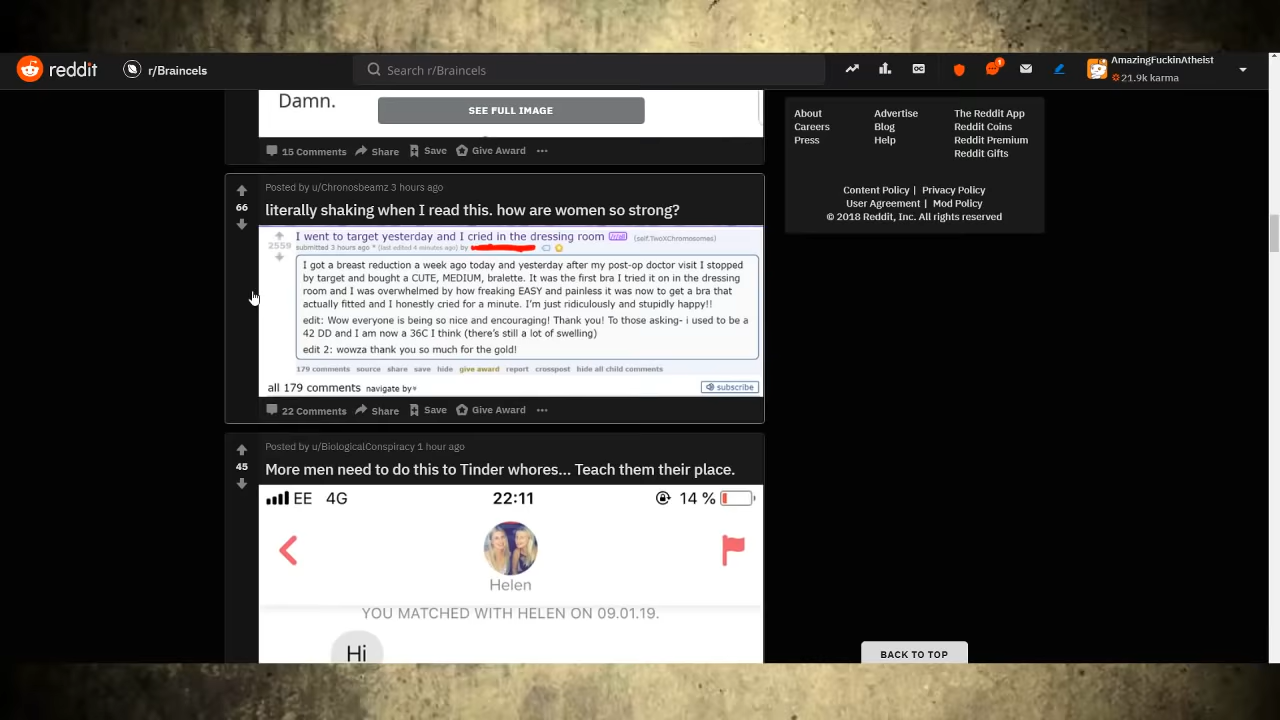 reddit
r/Braincels
Search r/Braincels
1
AmazingFuckinAtheist
21.9k karma
Damn.
SEE FULL IMAGE
15 Comments Share Save Give Award
About Advertise The Reddit App
Careers Blog Reddit Coins
Press Help Reddit Premium
Reddit Gifts
Content Policy | Privacy Policy
User Agreement | Mod Policy
© 2018 Reddit, Inc. All rights reserved
66
Posted by u/Chronosbeamz 3 hours ago
literally shaking when I read this. how are women so strong?
2559
I went to target yesterday and I cried in the dressing room (self.TwoXChromosomes)
submitted 3 hours ago * (last edited 4 minutes ago) by
I got a breast reduction a week ago today and yesterday after my post-op doctor visit I stopped
by target and bought a CUTE, MEDIUM, bralette. It was the first bra I tried it on in the dressing
room and I was overwhelmed by how freaking EASY and painless it was now to get a bra that
actually fitted and I honestly cried for a minute. I'm just ridiculously and stupidly happy!!
edit: Wow everyone is being so nice and encouraging! Thank you! To those asking- i used to be a
42 DD and I am now a 36C I think (there's still a lot of swelling)
edit 2: wowza thank you so much for the gold!
179 comments source share save hide give award report crosspost hide all child comments
all 179 comments navigate by
subscribe
22 Comments Share Save Give Award
45
Posted by u/BiologicalConspiracy 1 hour ago
More men need to do this to Tinder whores... Teach them their place.
EE 4G 22:11 14 %
Helen
YOU MATCHED WITH HELEN ON 09.01.19.
Hi
BACK TO TOP